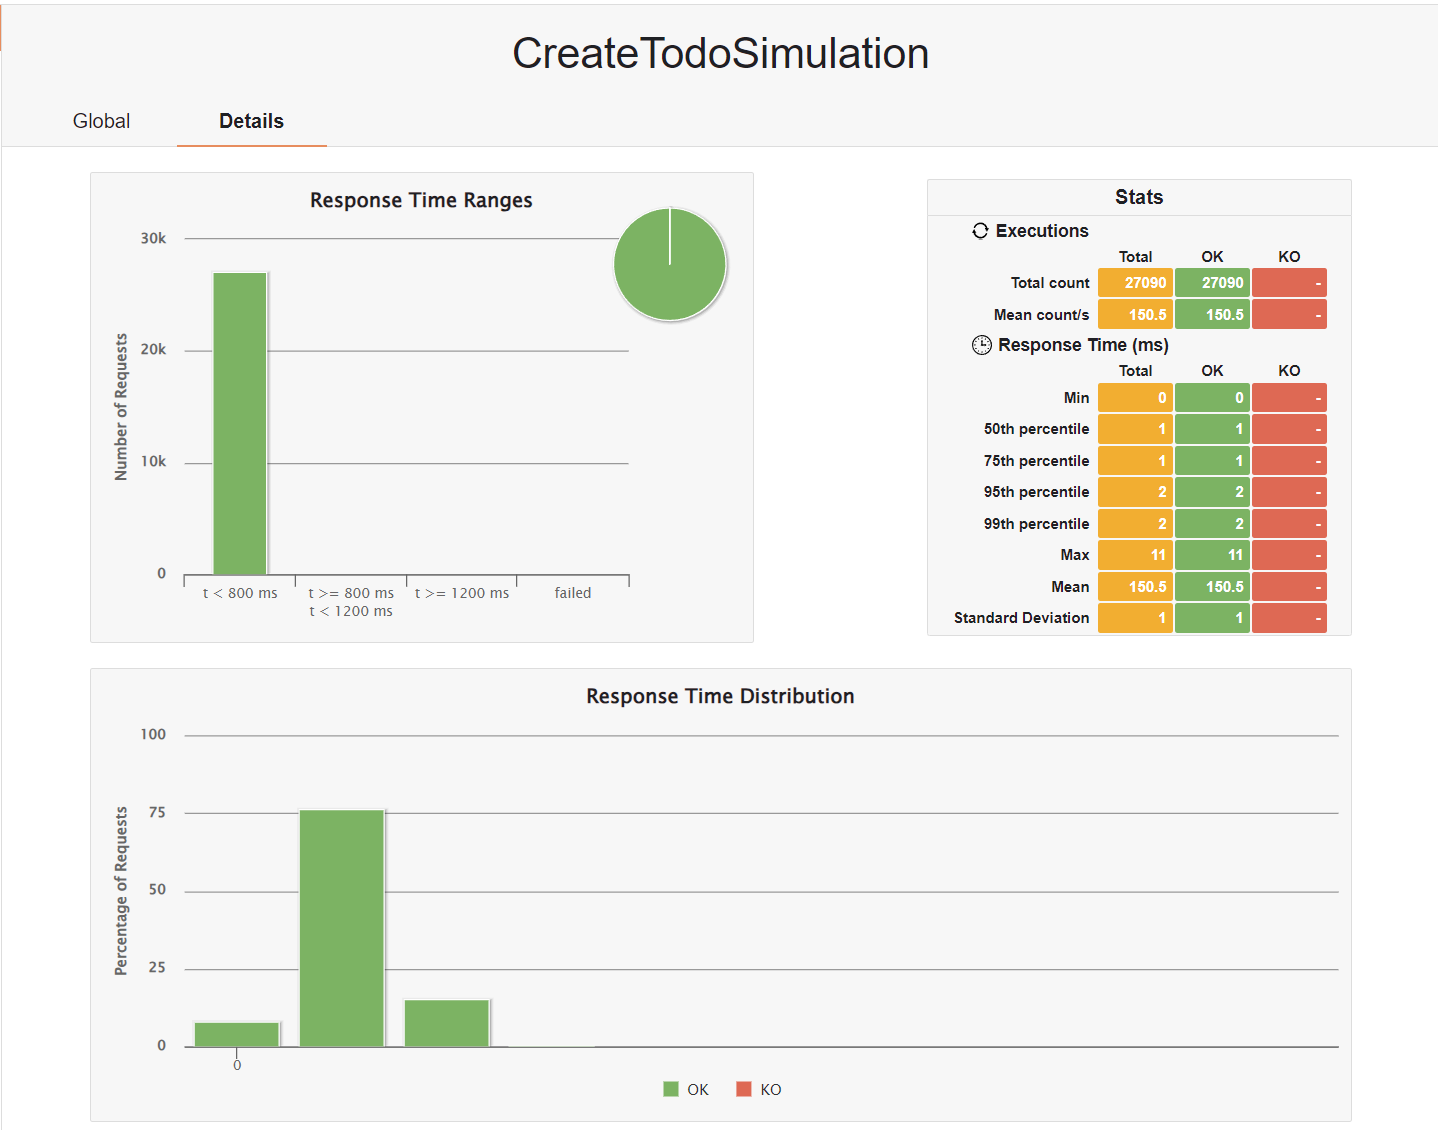 CreateTodoSimulation
Global Details
Response Time Ranges
30k
20k
10k
0
Number of Requests
t < 800 ms
t >= 800 ms
t < 1200 ms
t >= 1200 ms
failed
Stats
Executions
Total OK KO
Total count 27090 27090 -
Mean count/s 150.5 150.5 -
Response Time (ms)
Total OK KO
Min 0 0 -
50th percentile 1 1 -
75th percentile 1 1 -
95th percentile 2 2 -
99th percentile 2 2 -
Max 11 11 -
Mean 150.5 150.5 -
Standard Deviation 1 1 -
Response Time Distribution
100
75
50
25
0
Percentage of Requests
0
OK KO